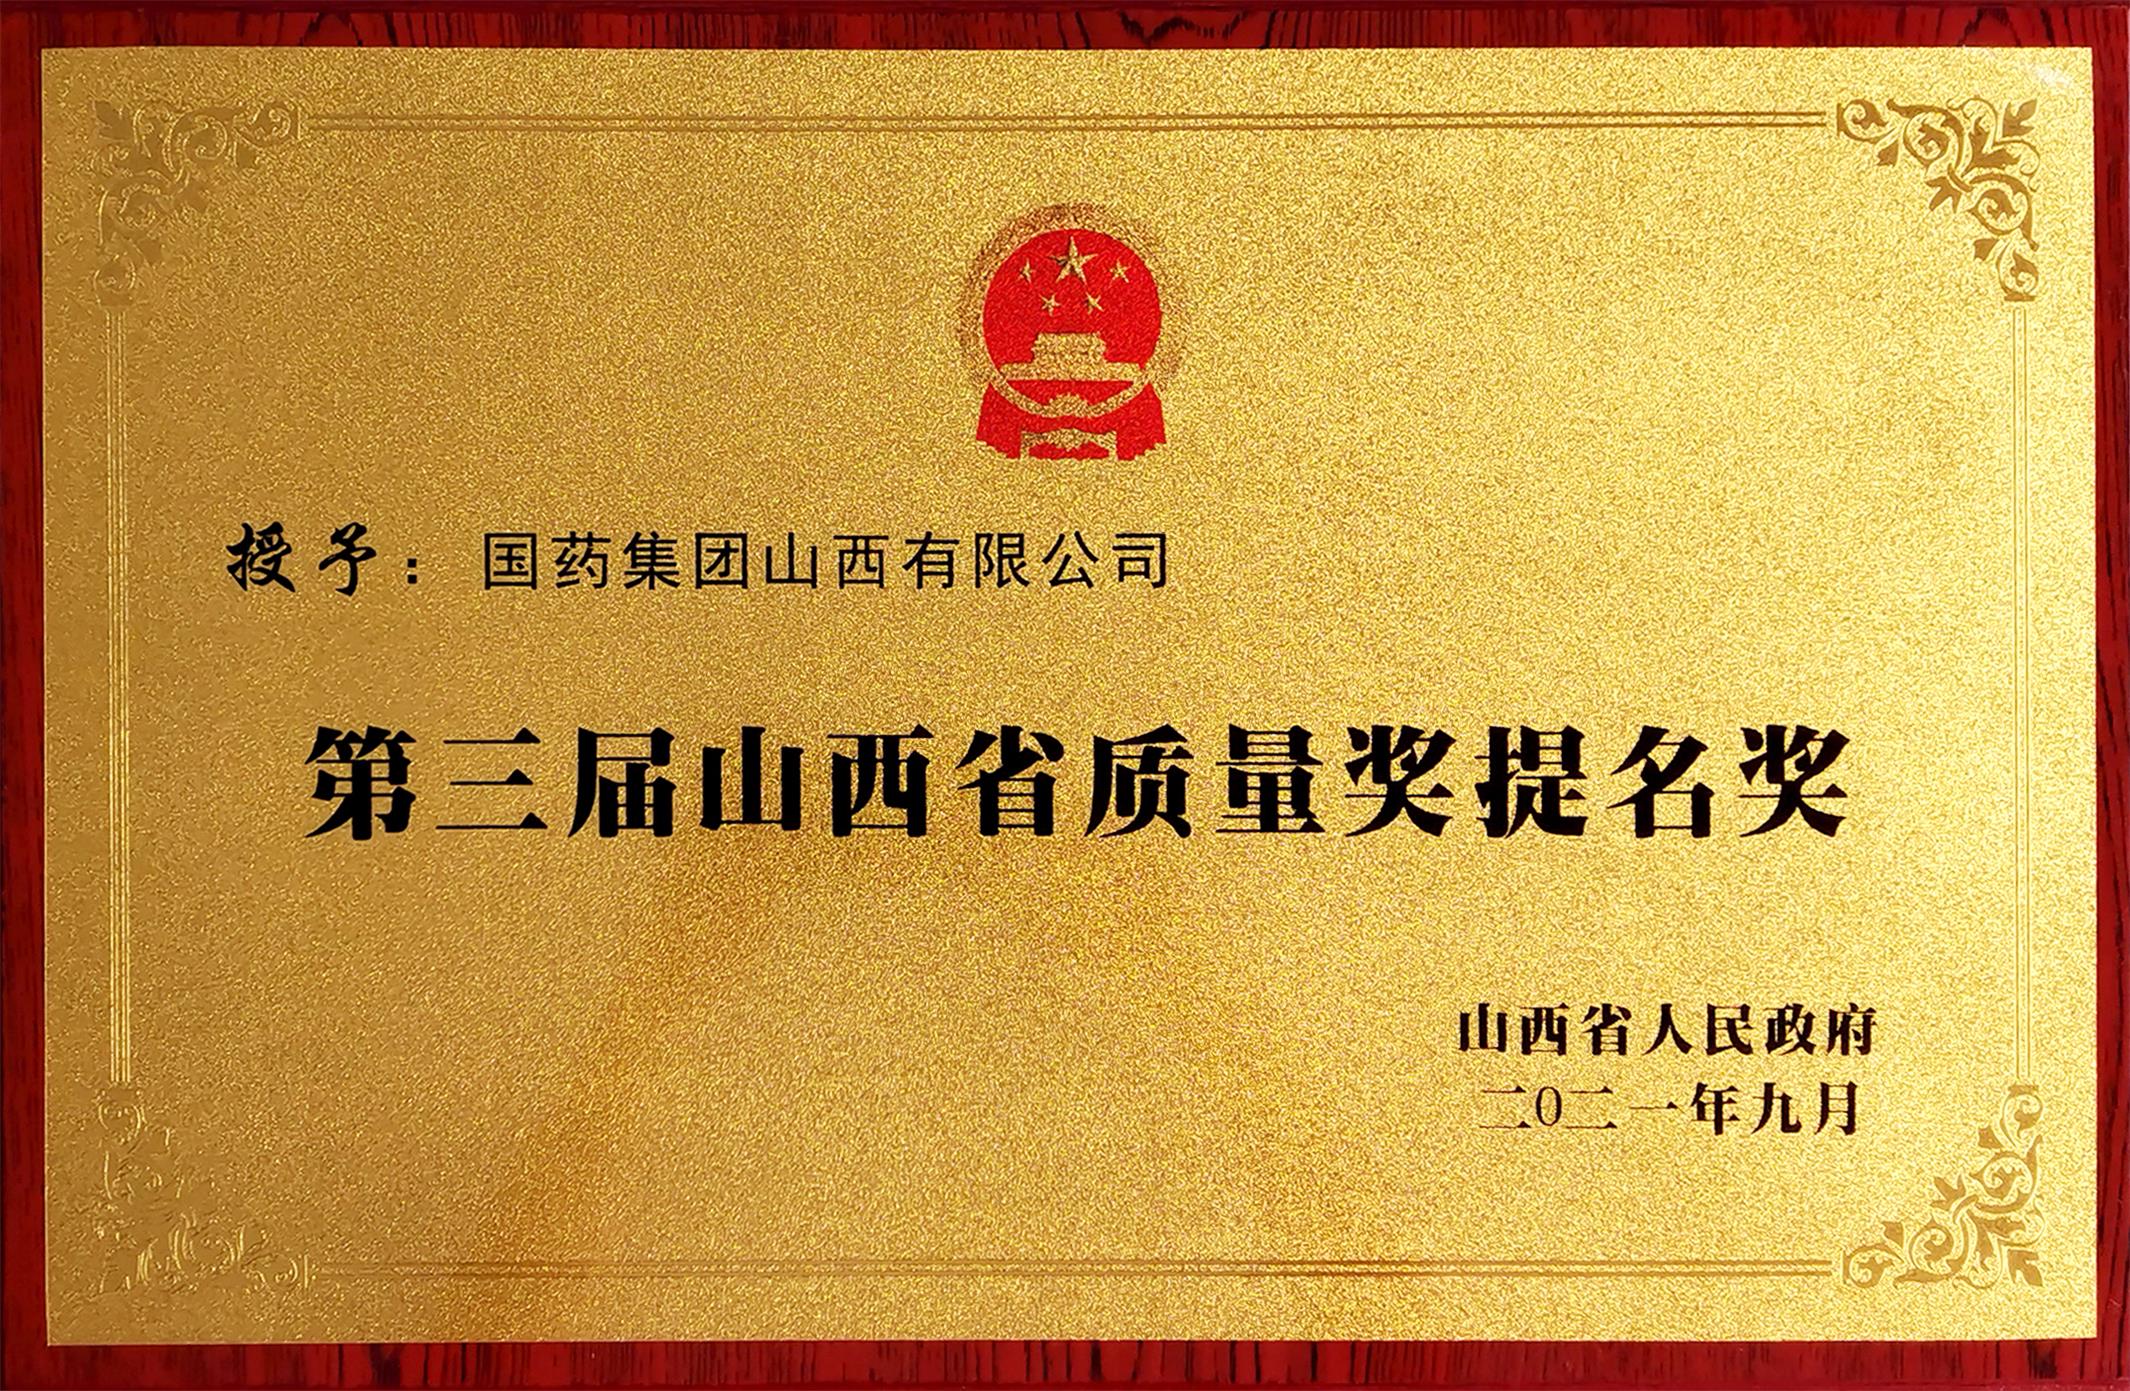 授予：国药集团山西有限公司
第三届山西省质量奖提名奖
山西省人民政府
二0二一年九月